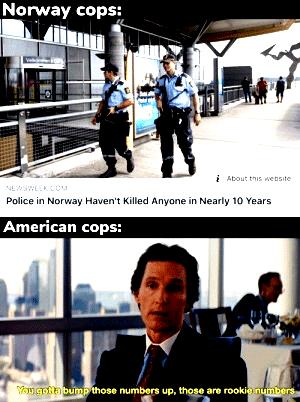 Norway cops:
i About this website
NEWSWEEK.COM
Police in Norway Haven't Killed Anyone in Nearly 10 Years
American cops:
You gotta bump those numbers up, those are rookie numbers